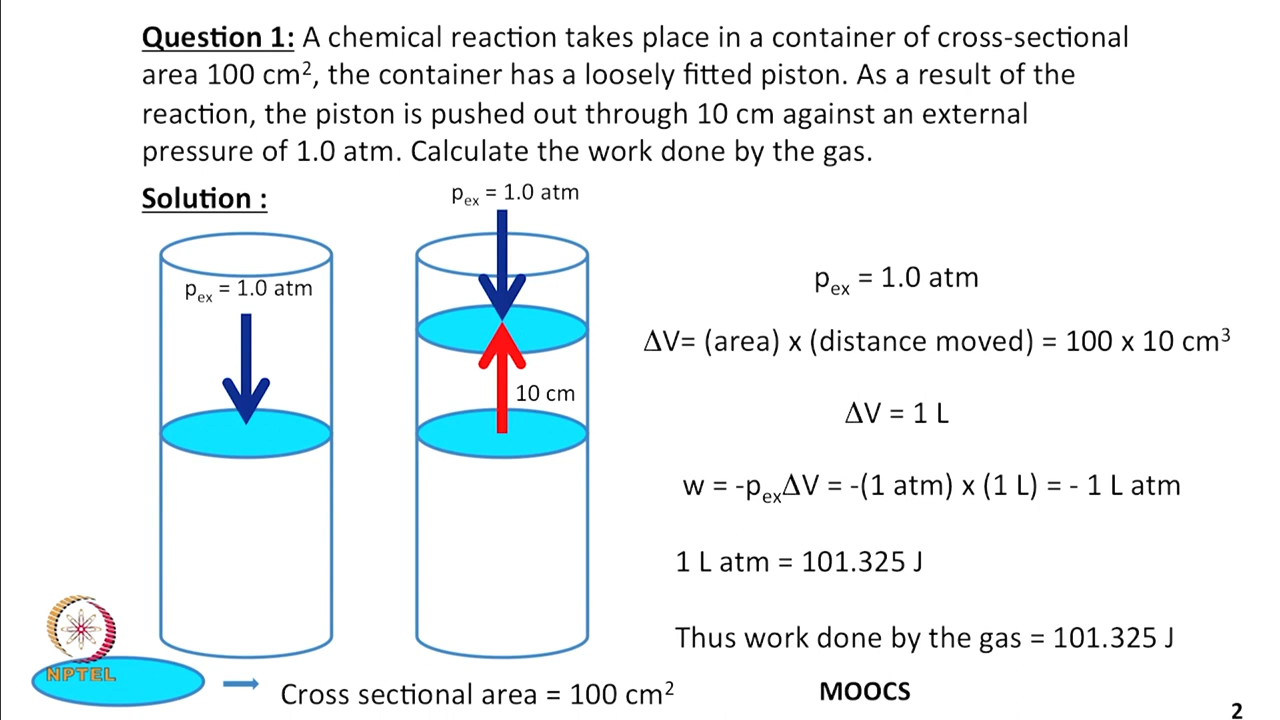 Question 1: A chemical reaction takes place in a container of cross-sectional
area 100 cm², the container has a loosely fitted piston. As a result of the
reaction, the piston is pushed out through 10 cm against an external
pressure of 1.0 atm. Calculate the work done by the gas.
Solution :
pₑₓ = 1.0 atm
pₑₓ = 1.0 atm
10 cm
pₑₓ = 1.0 atm
ΔV= (area) x (distance moved) = 100 x 10 cm³
ΔV = 1 L
w = -pₑₓΔV = -(1 atm) x (1 L) = - 1 L atm
1 L atm = 101.325 J
Thus work done by the gas = 101.325 J
NPTEL
Cross sectional area = 100 cm²
MOOCS
2